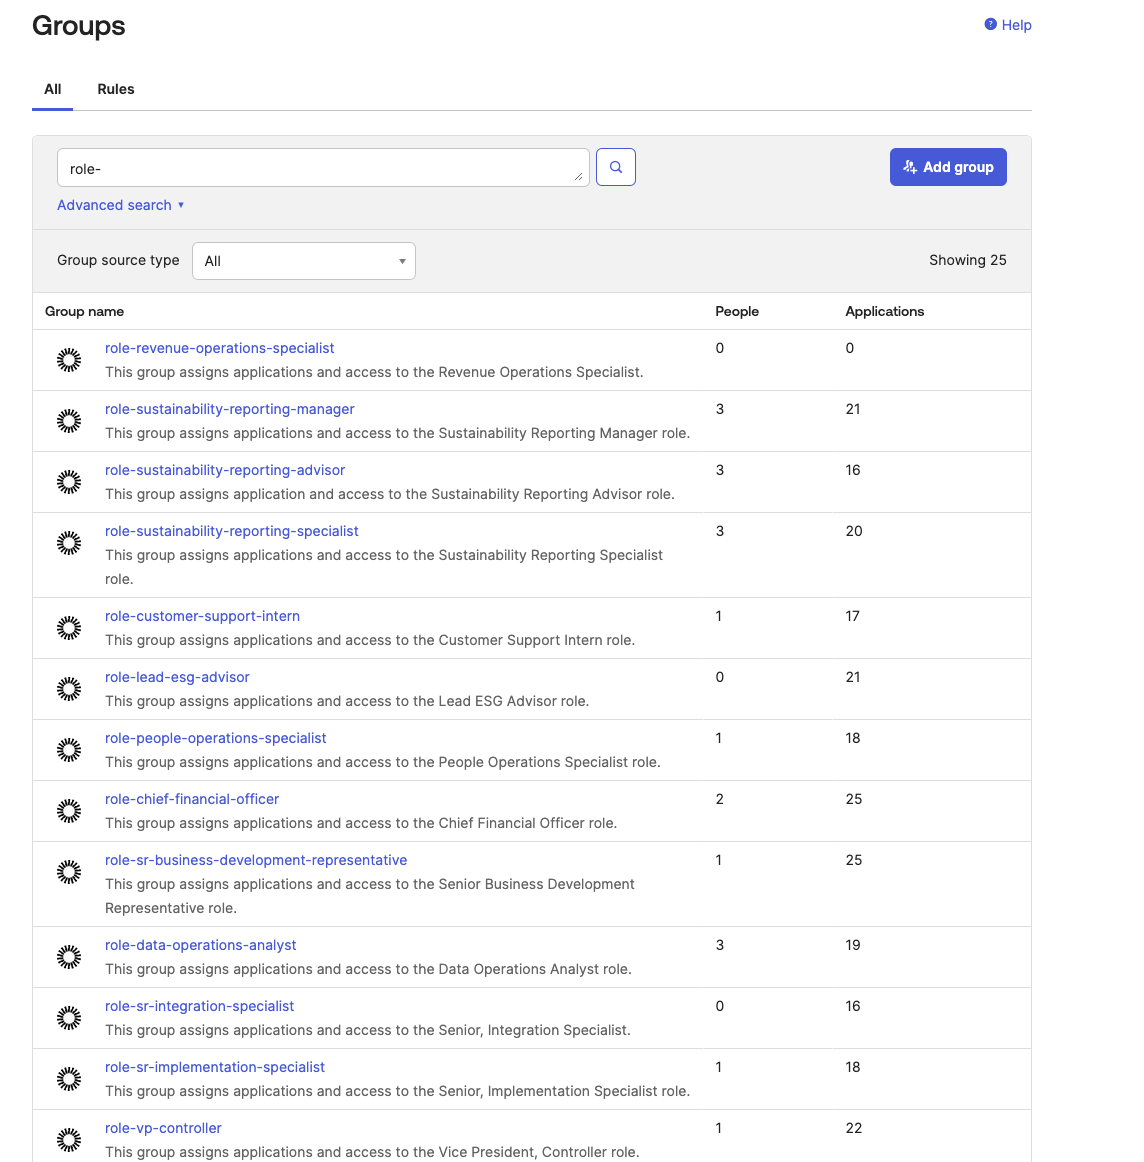 Groups
Help
All Rules
role-
Add group
Advanced search
Group source type All Showing 25
Group name People Applications
role-revenue-operations-specialist 0 0
This group assigns applications and access to the Revenue Operations Specialist.
role-sustainability-reporting-manager 3 21
This group assigns applications and access to the Sustainability Reporting Manager role.
role-sustainability-reporting-advisor 3 16
This group assigns application and access to the Sustainability Reporting Advisor role.
role-sustainability-reporting-specialist 3 20
This group assigns applications and access to the Sustainability Reporting Specialist
role.
role-customer-support-intern 1 17
This group assigns applications and access to the Customer Support Intern role.
role-lead-esg-advisor 0 21
This group assigns applications and access to the Lead ESG Advisor role.
role-people-operations-specialist 1 18
This group assigns applications and access to the People Operations Specialist role.
role-chief-financial-officer 2 25
This group assigns applications and access to the Chief Financial Officer role.
role-sr-business-development-representative 1 25
This group assigns applications and access to the Senior Business Development
Representative role.
role-data-operations-analyst 3 19
This group assigns applications and access to the Data Operations Analyst role.
role-sr-integration-specialist 0 16
This group assigns applications and access to the Senior, Integration Specialist.
role-sr-implementation-specialist 1 18
This group assigns applications and access to the Senior, Implementation Specialist role.
role-vp-controller 1 22
This group assigns applications and access to the Vice President, Controller role.